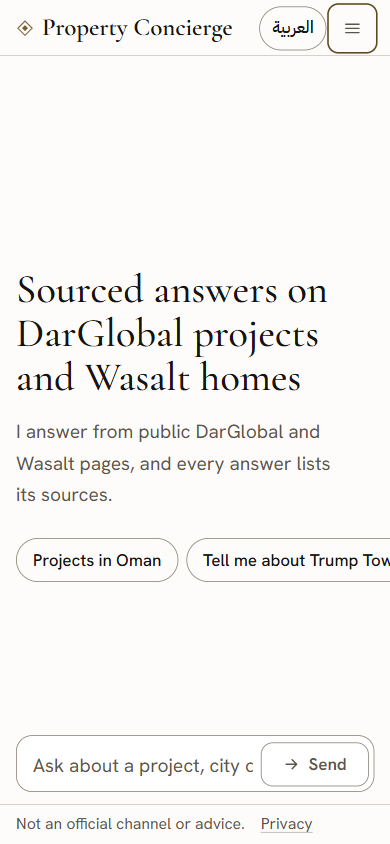 Property Concierge
العربية
Sourced answers on
DarGlobal projects
and Wasalt homes
I answer from public DarGlobal and
Wasalt pages, and every answer lists
its sources.
Projects in Oman
Tell me about Trump
Ask about a project, city
Send
Not an official channel or advice.
Privacy